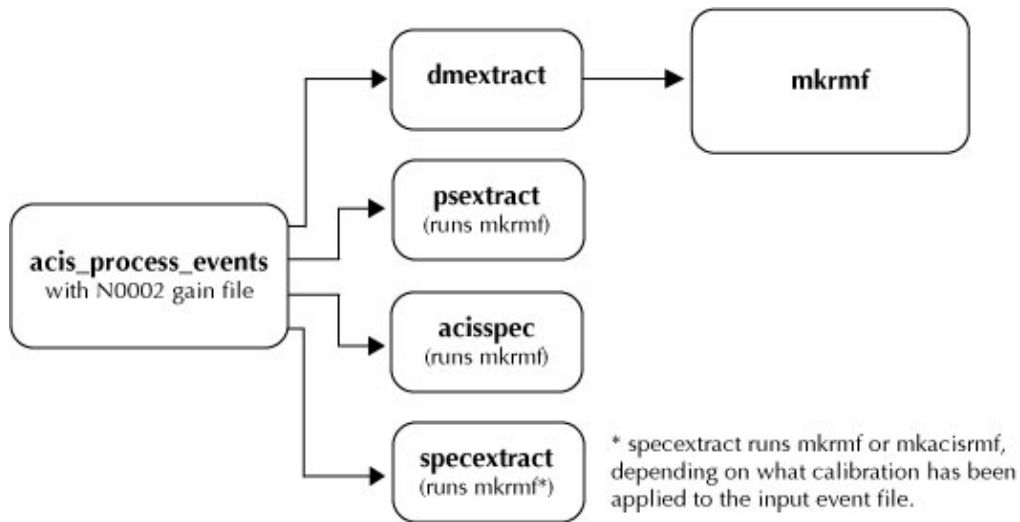 dmextract
mkrmf
psextract
(runs mkrmf)
acis_process_events
with N0002 gain file
acisspec
(runs mkrmf)
specextract
(runs mkrmf*)
* specextract runs mkrmf or mkacisrmf,
depending on what calibration has been
applied to the input event file.